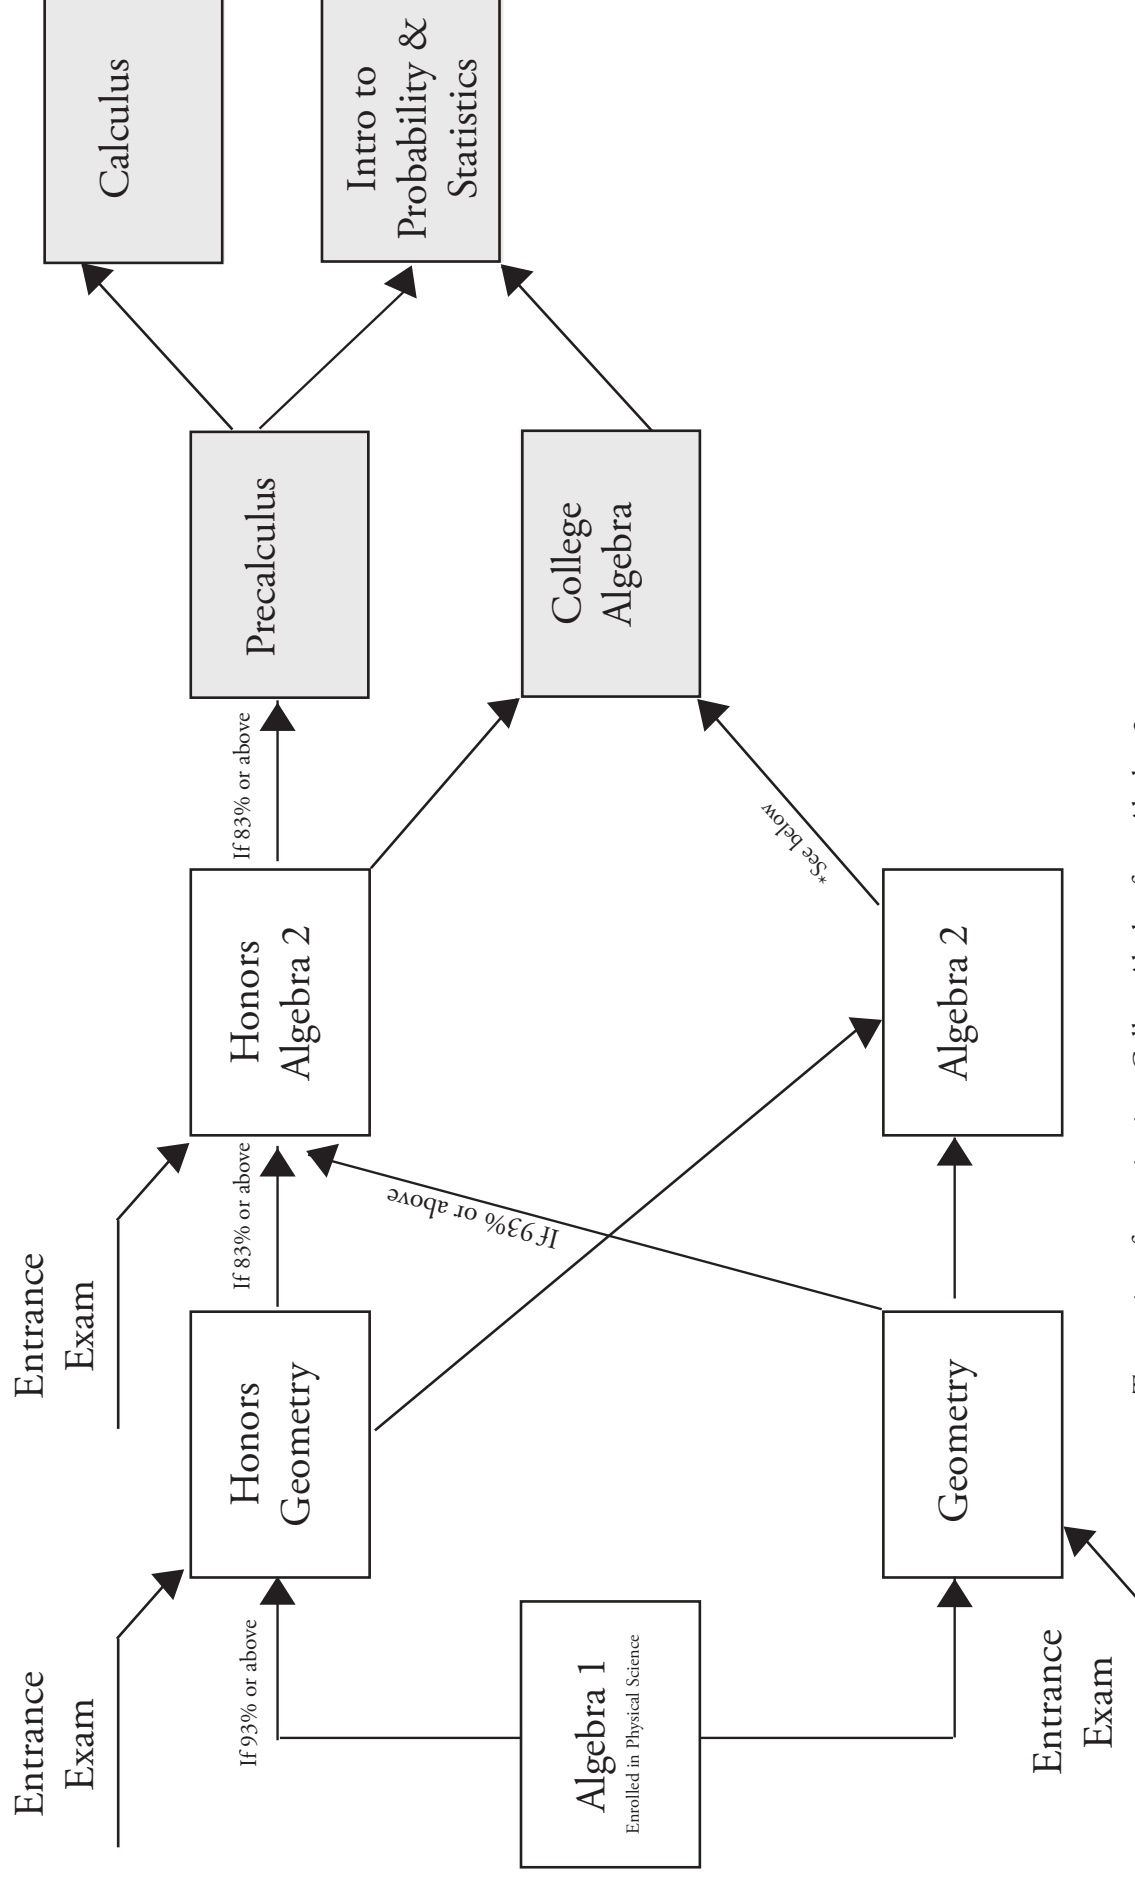 Entrance
Exam
If 93% or above
Algebra 1
Enrolled in Physical Science
Entrance
Exam
Entrance
Exam
Honors
Geometry
If 83% or above
Geometry
If 93% or above
Honors
Algebra 2
If 83% or above
Algebra 2
*See below
Precalculus
College
Algebra
Calculus
Intro to
Probability &
Statistics